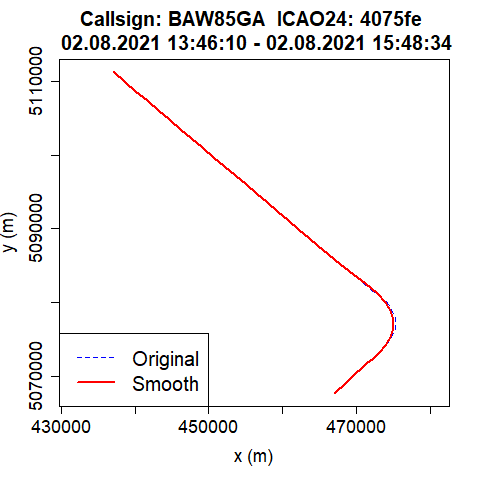 Callsign: BAW85GA  ICAO24: 4075fe
02.08.2021 13:46:10 - 02.08.2021 15:48:34
5110000
5090000
5070000
y (m)
Original
Smooth
430000
450000
470000
x (m)